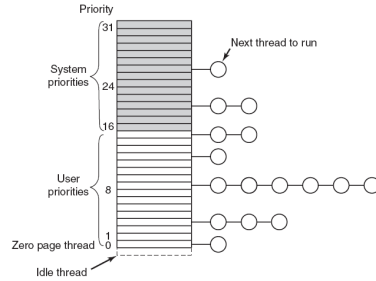 Priority
31
Next thread to run
System
priorities
24
16
User
priorities
8
1
Zero page thread
0
Idle thread